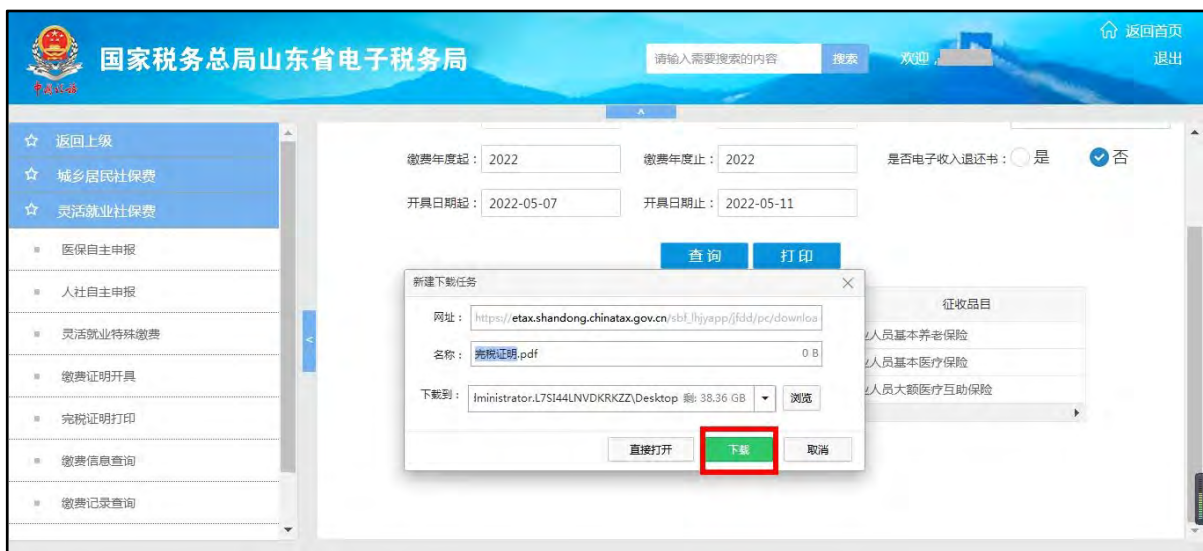 返回首页
国家税务总局山东省电子税务局
请输入需要搜索的内容 搜索 欢迎， 退出
返回上级
城乡居民社保费
灵活就业社保费
医保自主申报
人社自主申报
灵活就业特殊缴费
缴费证明开具
完税证明打印
缴费信息查询
缴费记录查询
缴费年度起： 2022 缴费年度止： 2022 是否电子收入退还书： 是 否
开具日期起： 2022-05-07 开具日期止： 2022-05-11
查询 打印
新建下载任务
网址： https://etax.shandong.chinatax.gov.cn/sbf_lhjyapp/jfdd/pc/downloa
名称： 完税证明.pdf 0 B
下载到： lministrator.L7SI44LNVDKRKZZ\Desktop 剩: 38.36 GB 浏览
直接打开 下载 取消
征收品目
人员基本养老保险
人员基本医疗保险
人员大额医疗互助保险